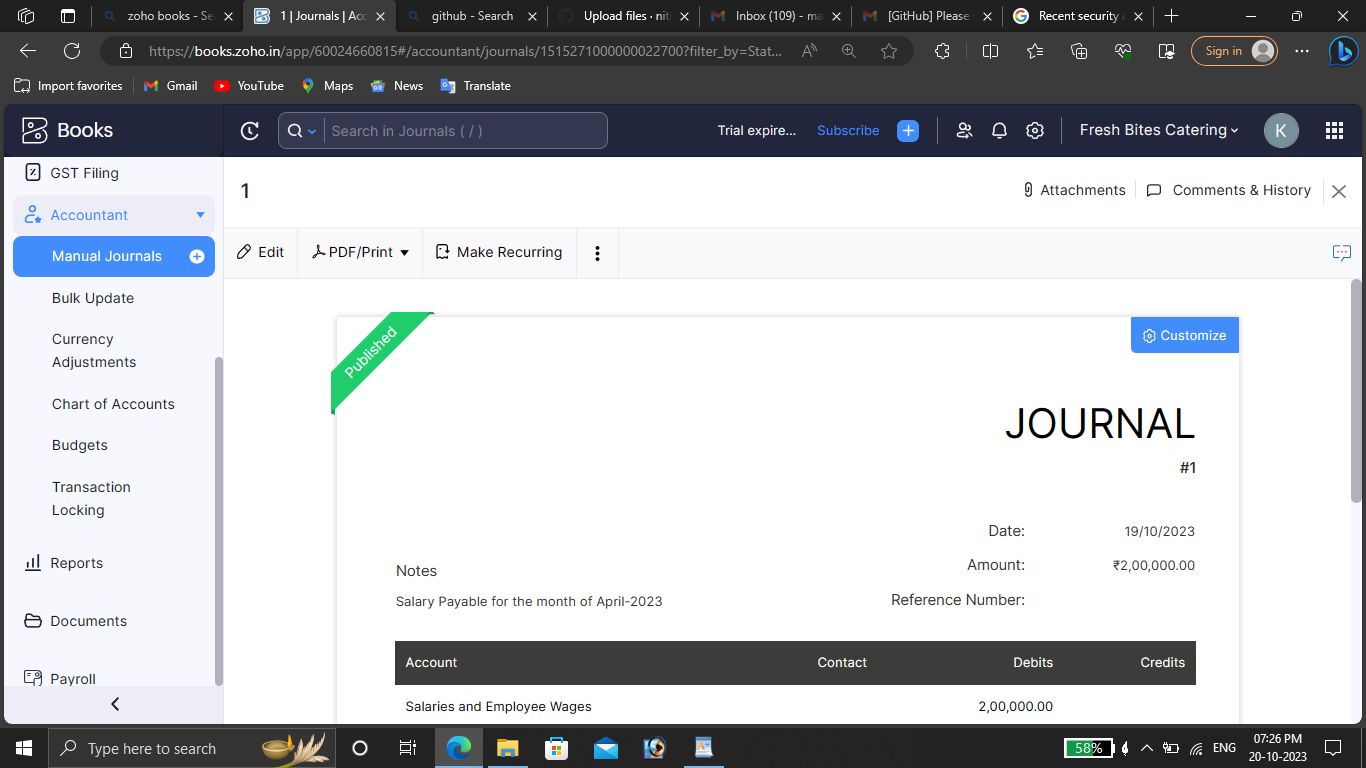 zoho books - Se
1 | Journals | Acc
github - Search
Upload files · nit
Inbox (109) - ma
[GitHub] Please
Recent security a
https://books.zoho.in/app/60024660815#/accountant/journals/1515271000000022700?filter_by=Stat...
Sign in
Import favorites
Gmail
YouTube
Maps
News
Translate
Books
Search in Journals ( / )
Trial expire...
Subscribe
Fresh Bites Catering
K
GST Filing
Accountant
Manual Journals
Bulk Update
Currency
Adjustments
Chart of Accounts
Budgets
Transaction
Locking
Reports
Documents
Payroll
1
Attachments
Comments & History
Edit
PDF/Print
Make Recurring
Published
Customize
JOURNAL
#1
Date: 19/10/2023
Amount: ₹2,00,000.00
Reference Number:
Notes
Salary Payable for the month of April-2023
Account Contact Debits Credits
Salaries and Employee Wages 2,00,000.00
Type here to search
58%
ENG
07:26 PM
20-10-2023